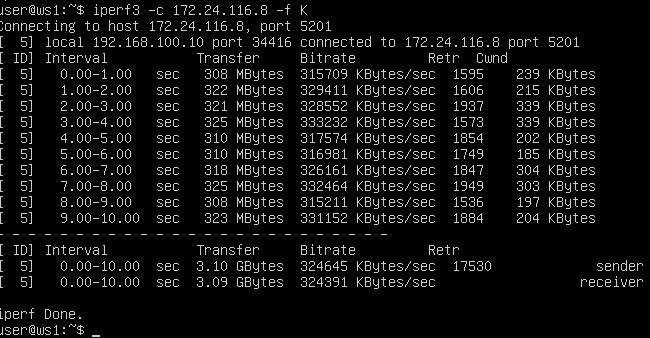 user@ws1:~$ iperf3 -c 172.24.116.8 -f K
Connecting to host 172.24.116.8, port 5201
[  5] local 192.168.100.10 port 34416 connected to 172.24.116.8 port 5201
[ ID] Interval           Transfer     Bitrate         Retr  Cwnd
[  5]   0.00-1.00   sec   308 MBytes  315709 KBytes/sec  1595    239 KBytes
[  5]   1.00-2.00   sec   322 MBytes  329411 KBytes/sec  1606    215 KBytes
[  5]   2.00-3.00   sec   321 MBytes  328552 KBytes/sec  1937    339 KBytes
[  5]   3.00-4.00   sec   325 MBytes  333232 KBytes/sec  1573    339 KBytes
[  5]   4.00-5.00   sec   310 MBytes  317574 KBytes/sec  1854    202 KBytes
[  5]   5.00-6.00   sec   310 MBytes  316981 KBytes/sec  1749    185 KBytes
[  5]   6.00-7.00   sec   318 MBytes  326161 KBytes/sec  1847    304 KBytes
[  5]   7.00-8.00   sec   325 MBytes  332464 KBytes/sec  1949    303 KBytes
[  5]   8.00-9.00   sec   308 MBytes  315211 KBytes/sec  1536    197 KBytes
[  5]   9.00-10.00  sec   323 MBytes  331152 KBytes/sec  1884    204 KBytes
- - - - - - - - - - - - - - - - - - - - - - - - -
[ ID] Interval           Transfer     Bitrate         Retr
[  5]   0.00-10.00  sec  3.10 GBytes  324645 KBytes/sec  17530             sender
[  5]   0.00-10.00  sec  3.09 GBytes  324391 KBytes/sec                  receiver
iperf Done.
user@ws1:~$ _